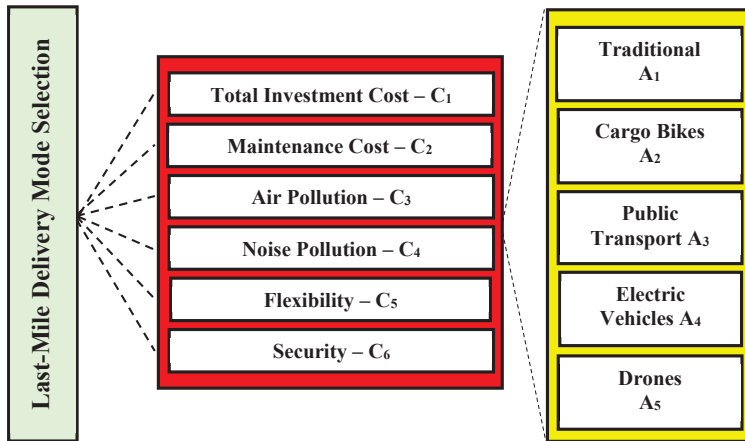 Last-Mile Delivery Mode Selection
Total Investment Cost – C₁
Maintenance Cost – C₂
Air Pollution – C₃
Noise Pollution – C₄
Flexibility – C₅
Security – C₆
Traditional
A₁
Cargo Bikes
A₂
Public
Transport A₃
Electric
Vehicles A₄
Drones
A₅